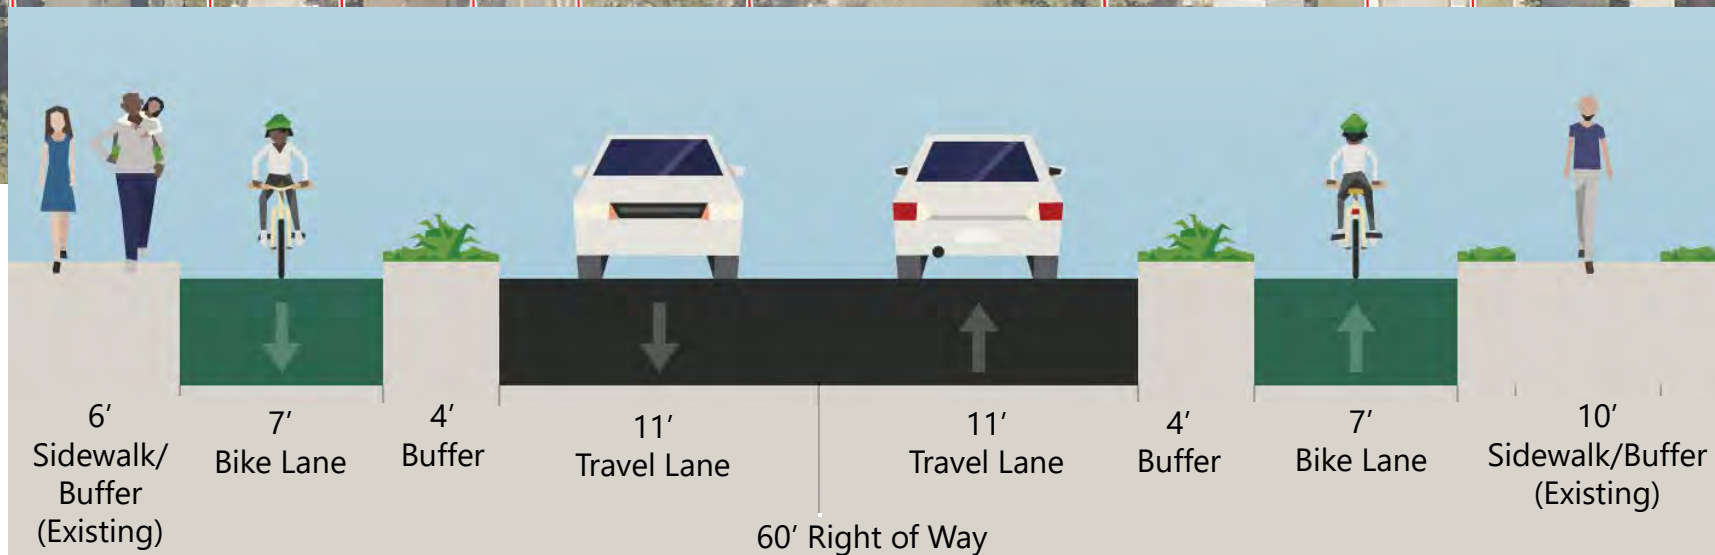 6’
Sidewalk/
Buffer
(Existing)
7’
Bike Lane
4’
Buffer
11’
Travel Lane
11’
Travel Lane
4’
Buffer
7’
Bike Lane
10’
Sidewalk/Buffer
(Existing)
60’ Right of Way